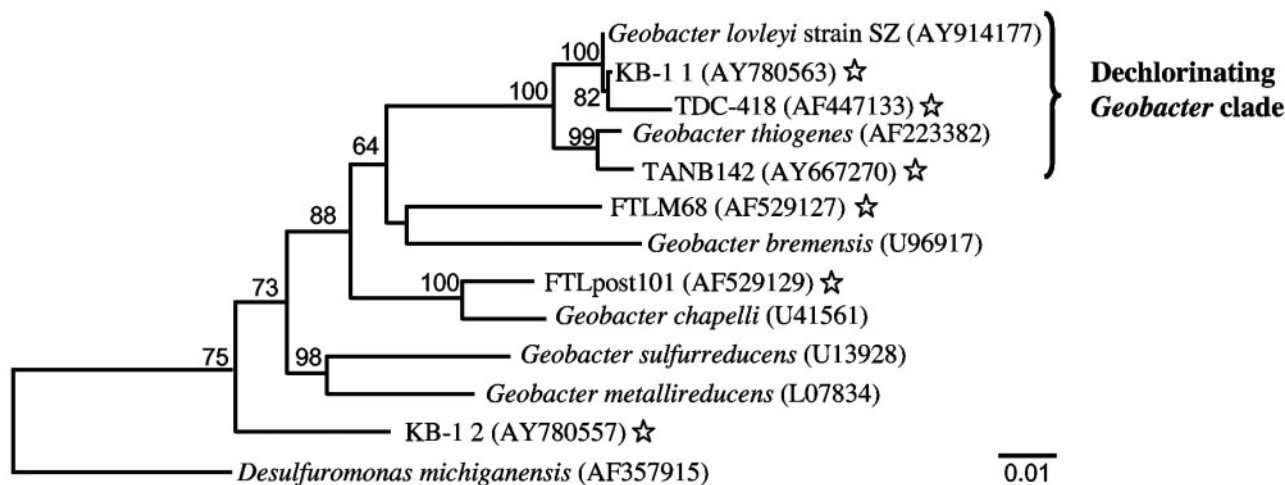 Geobacter lovleyi strain SZ (AY914177)
100
KB-1 1 (AY780563) ☆
Dechlorinating
Geobacter clade
100
82
TDC-418 (AF447133) ☆
Geobacter thiogenes (AF223382)
99
64
TANB142 (AY667270) ☆
FTLM68 (AF529127) ☆
88
Geobacter bremensis (U96917)
100
FTLpost101 (AF529129) ☆
73
Geobacter chapelli (U41561)
75
98
Geobacter sulfurreducens (U13928)
Geobacter metallireducens (L07834)
KB-1 2 (AY780557) ☆
Desulfuromonas michiganensis (AF357915)
0.01